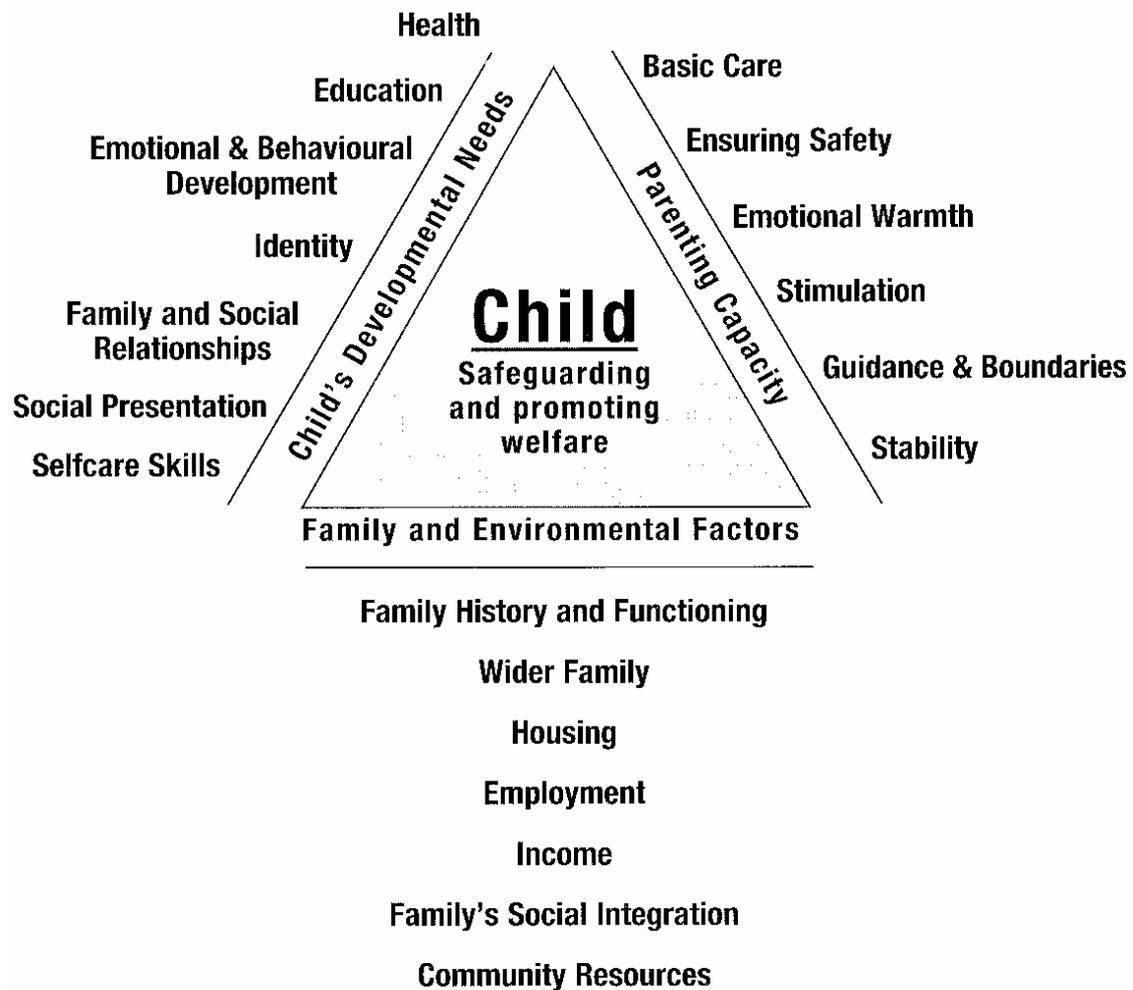 Health
Education
Emotional & Behavioural
Development
Identity
Family and Social
Relationships
Social Presentation
Selfcare Skills
Child's Developmental Needs
Basic Care
Ensuring Safety
Emotional Warmth
Stimulation
Guidance & Boundaries
Stability
Parenting Capacity
Child
Safeguarding
and promoting
welfare
Family and Environmental Factors
Family History and Functioning
Wider Family
Housing
Employment
Income
Family's Social Integration
Community Resources